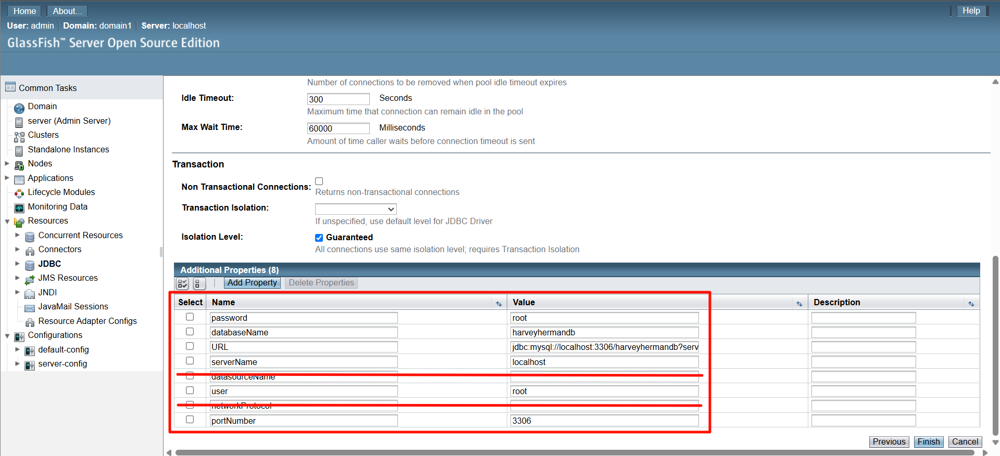 Home About... Help
User: admin Domain: domain1 Server: localhost
GlassFish™ Server Open Source Edition
Common Tasks
Domain
server (Admin Server)
Clusters
Standalone Instances
Nodes
Applications
Lifecycle Modules
Monitoring Data
Resources
Concurrent Resources
Connectors
JDBC
JMS Resources
JNDI
JavaMail Sessions
Resource Adapter Configs
Configurations
default-config
server-config
Number of connections to be removed when pool idle timeout expires
Idle Timeout: 300 Seconds
Maximum time that connection can remain idle in the pool
Max Wait Time: 60000 Milliseconds
Amount of time caller waits before connection timeout is sent
Transaction
Non Transactional Connections:
Returns non-transactional connections
Transaction Isolation:
If unspecified, use default level for JDBC Driver
Isolation Level: Guaranteed
All connections use same isolation level; requires Transaction Isolation
Additional Properties (8)
Add Property Delete Properties
Select Name Value Description
password root
databaseName harveyhermandb
URL jdbc:mysql://localhost:3306/harveyhermandb?serv
serverName localhost
datasourceName
user root
networkProtocol
portNumber 3306
Previous Finish Cancel